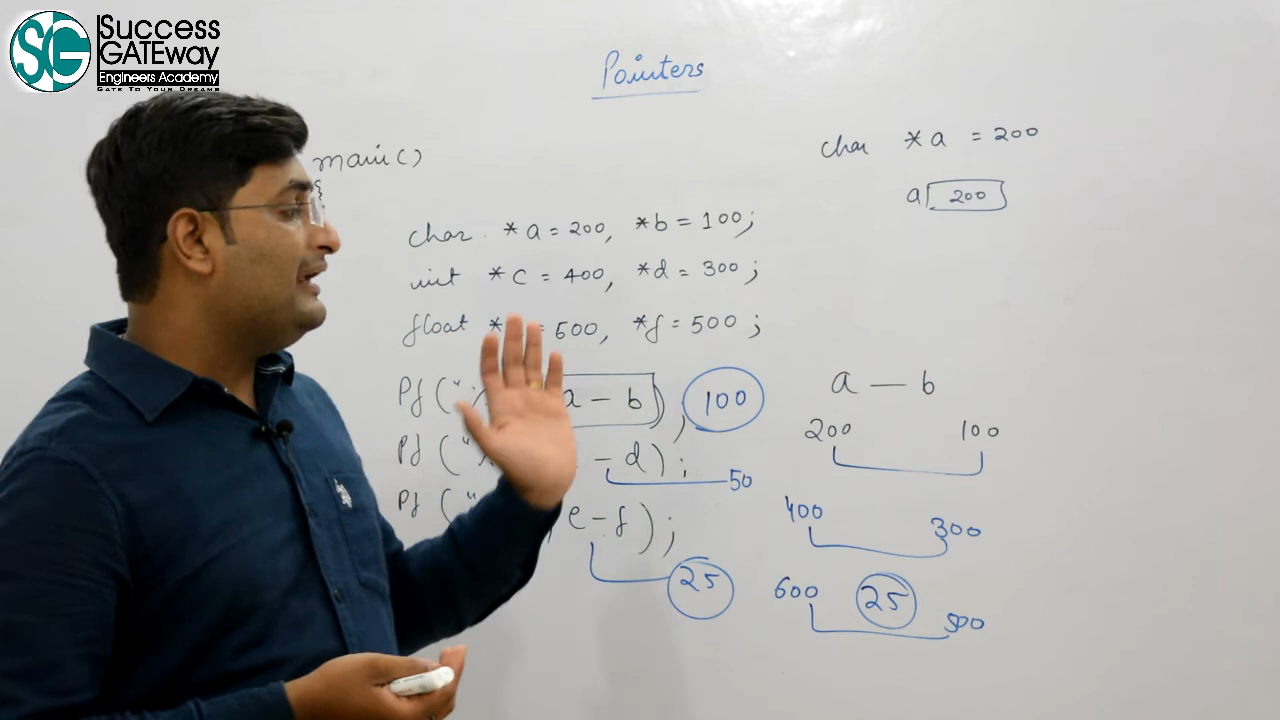 Success
GATEway
Engineers Academy
GATE TO YOUR DREAMS
Pointers
main()
{
char *a = 200, *b = 100;
int *c = 400, *d = 300;
float * = 500, *f = 500;
Pf (" a - b); 100
Pf (" - d); 50
Pf (" e - f);
25
char *a = 200
a 200
a — b
200 100
400 300
600 25 500